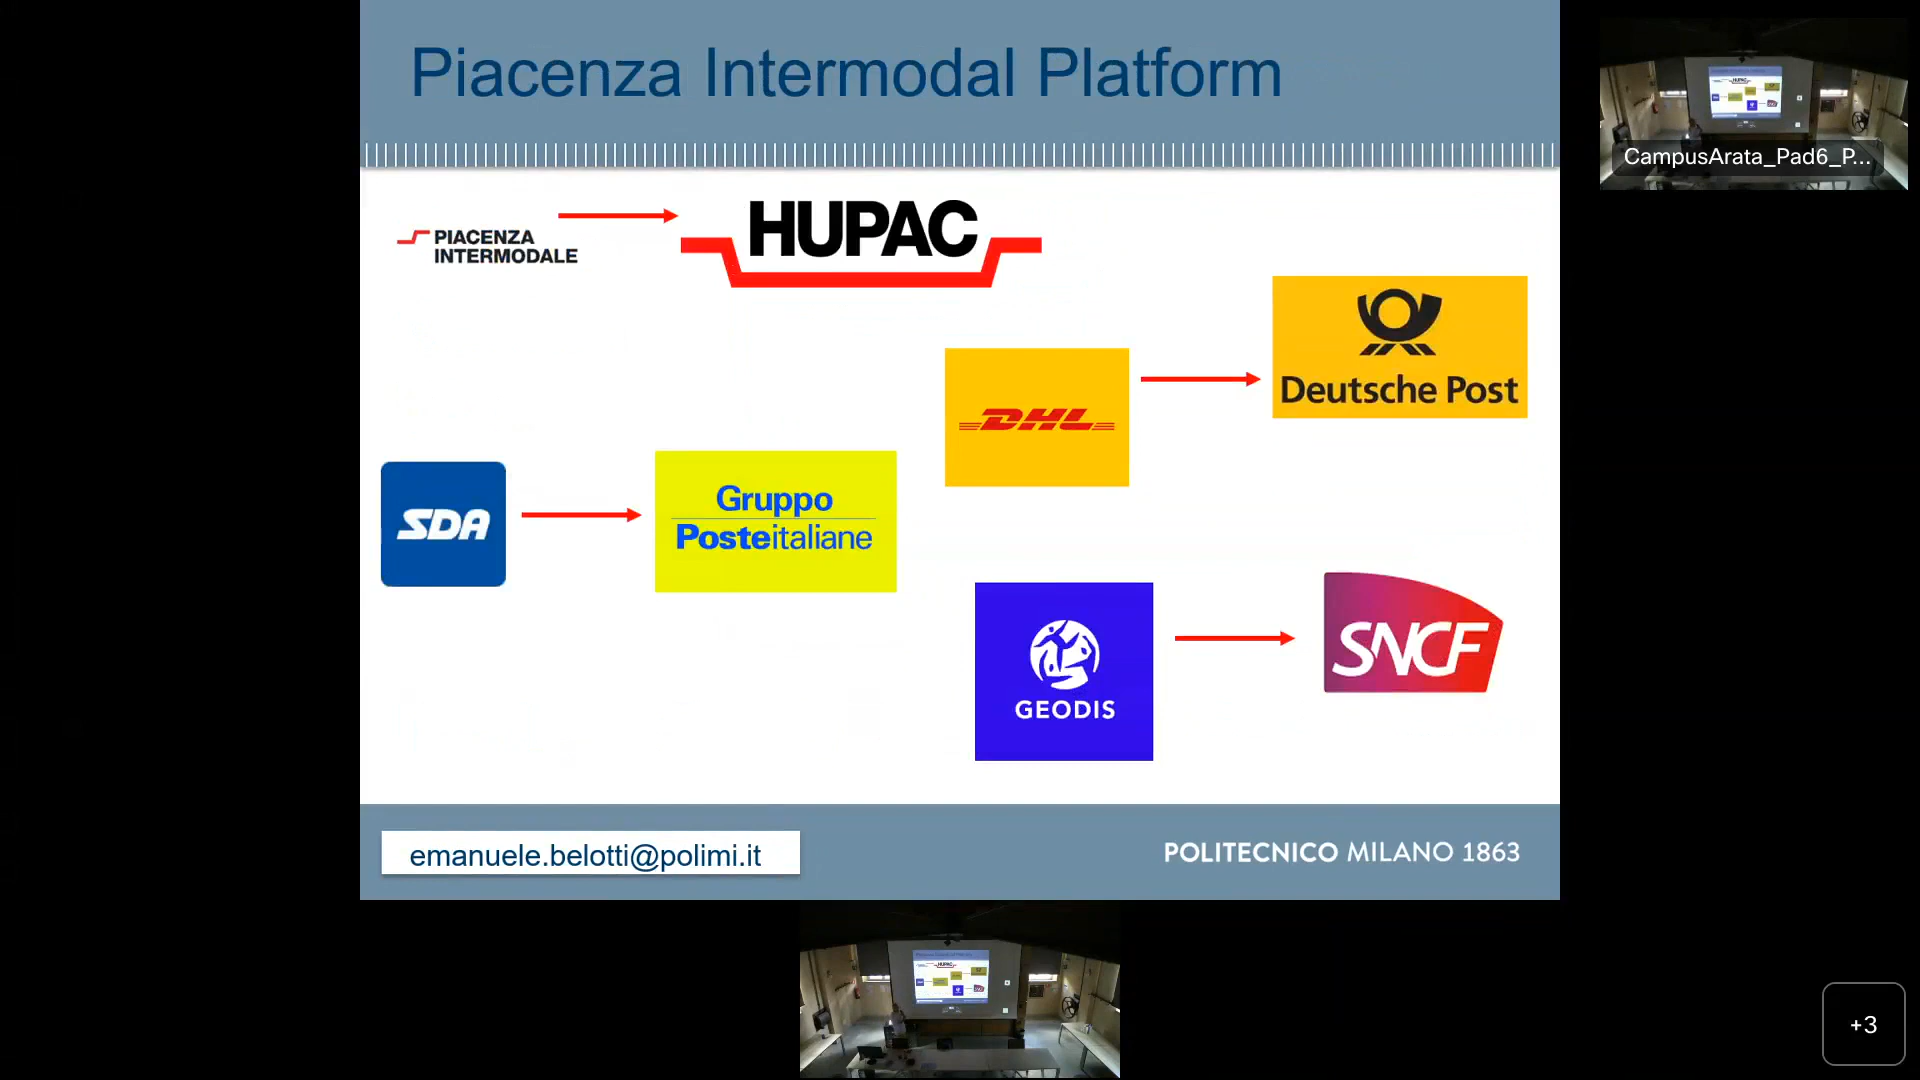 Piacenza Intermodal Platform
CampusArata_Pad6_P...
PIACENZA
INTERMODALE
HUPAC
Deutsche Post
DHL
SDA
Gruppo
Posteitaliane
GEODIS
SNCF
emanuele.belotti@polimi.it
POLITECNICO MILANO 1863
+3